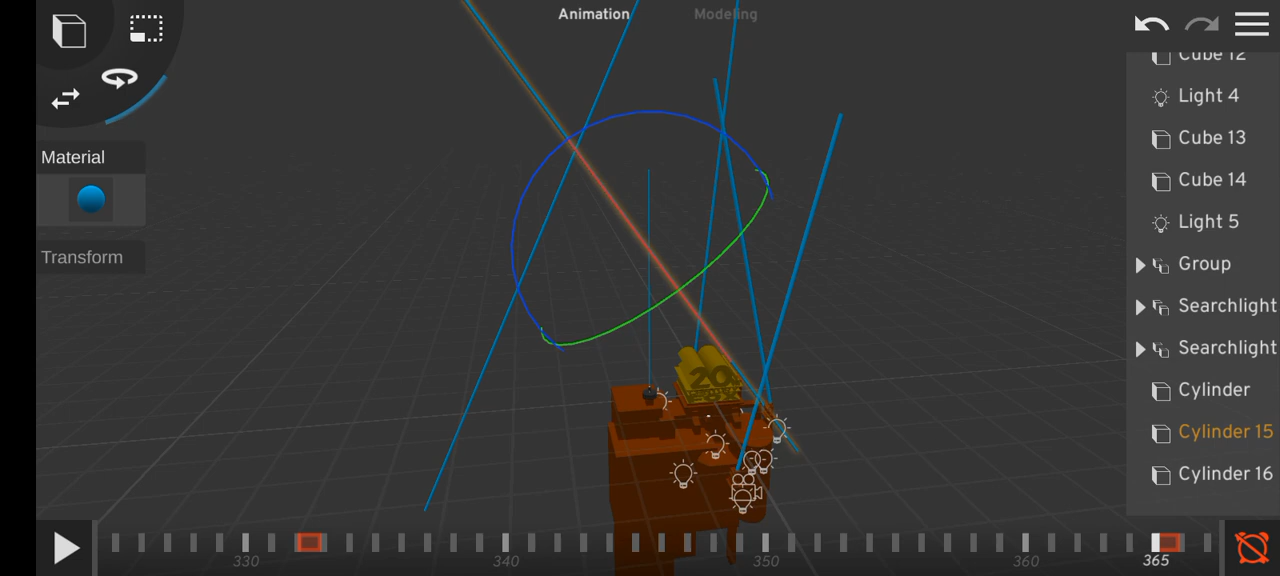 Animation
Modeling
Material
Transform
Cube 12
Light 4
Cube 13
Cube 14
Light 5
Group
Searchlight
Searchlight
Cylinder
Cylinder 15
Cylinder 16
20
330
340
350
360
365